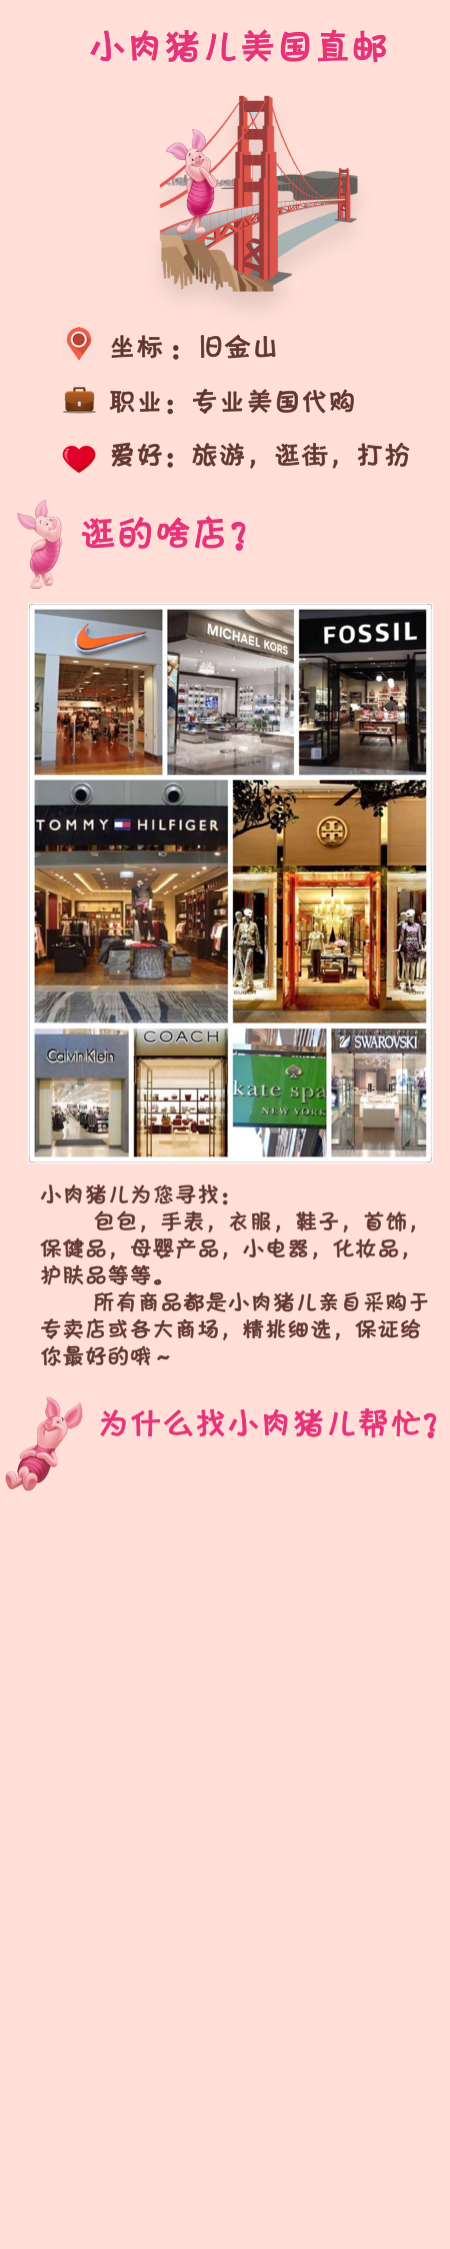 小肉猪儿美国直邮
坐标：旧金山
职业：专业美国代购
爱好：旅游，逛街，打扮
逛的啥店？
MICHAEL KORS
FOSSIL
TOMMY HILFIGER
Calvin Klein
COACH
kate spa
NEW YORK
SWAROVSKI
小肉猪儿为您寻找：
包包，手表，衣服，鞋子，首饰，
保健品，母婴产品，小电器，化妆品，
护肤品等等。
所有商品都是小肉猪儿亲自采购于
专卖店或各大商场，精挑细选，保证给
你最好的哦～
为什么找小肉猪儿帮忙？